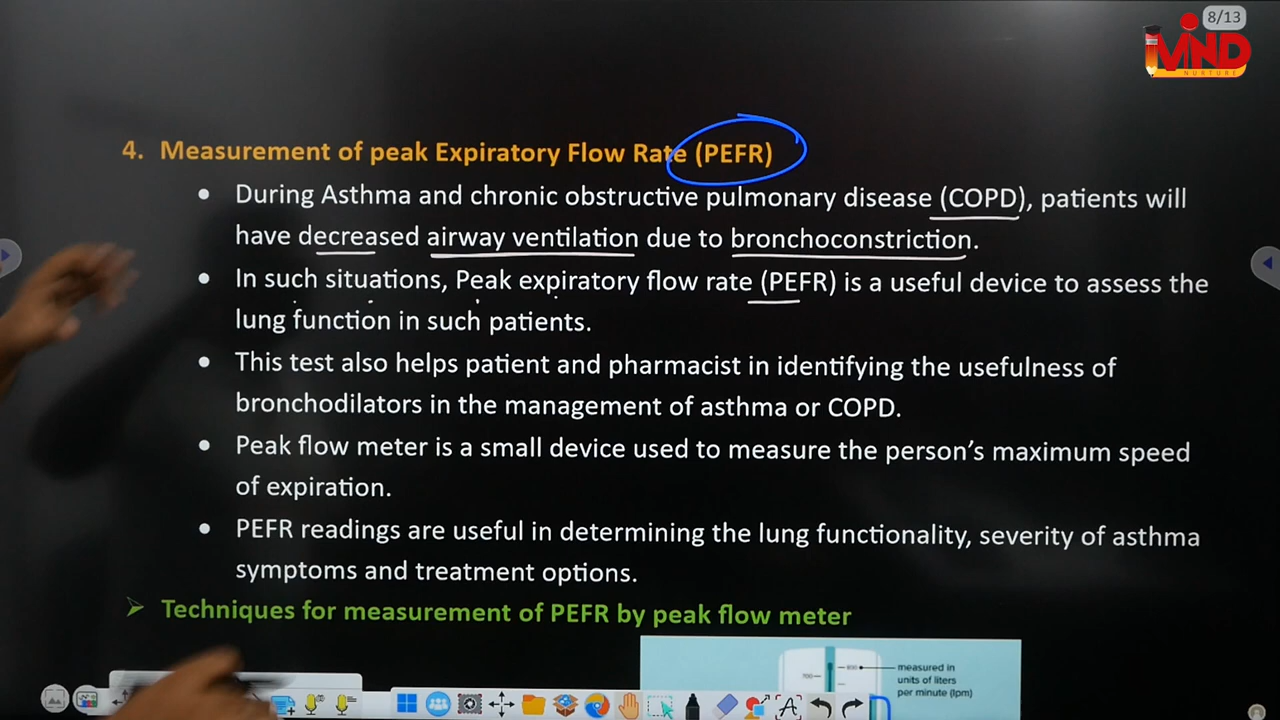 8/13
MIND
NURTURE
4. Measurement of peak Expiratory Flow Rate (PEFR)
• During Asthma and chronic obstructive pulmonary disease (COPD), patients will
have decreased airway ventilation due to bronchoconstriction.
• In such situations, Peak expiratory flow rate (PEFR) is a useful device to assess the
lung function in such patients.
• This test also helps patient and pharmacist in identifying the usefulness of
bronchodilators in the management of asthma or COPD.
• Peak flow meter is a small device used to measure the person's maximum speed
of expiration.
• PEFR readings are useful in determining the lung functionality, severity of asthma
symptoms and treatment options.
➢ Techniques for measurement of PEFR by peak flow meter
measured in
units of liters
per minute (lpm)